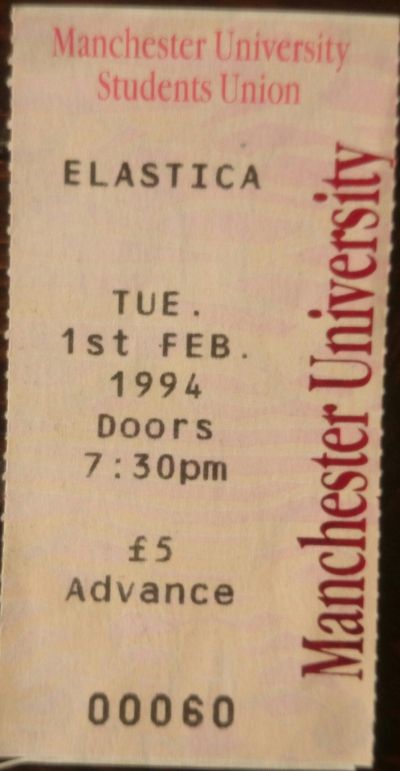 Manchester University
Students Union
ELASTICA
TUE.
1st FEB.
1994
Doors
7:30pm
£5
Advance
00060
Manchester University